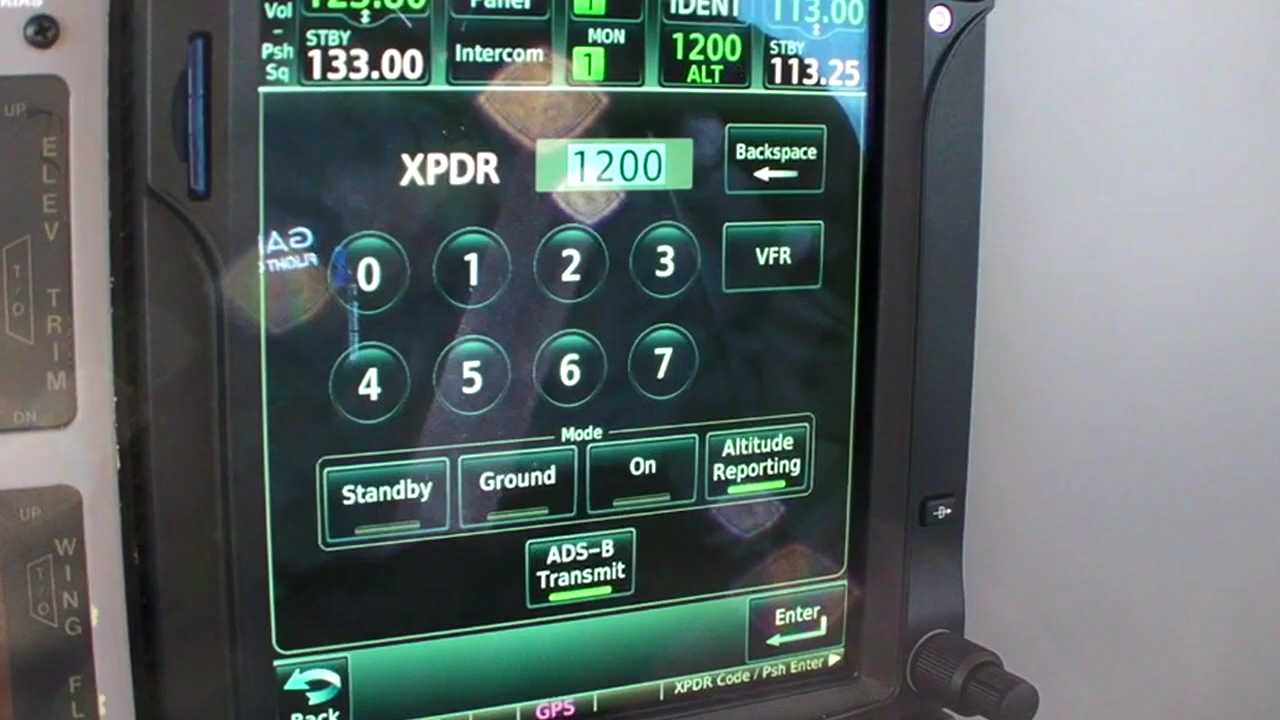 Vol
–
Psh
Sq
STBY
133.00
Panel
Intercom
1
MON
1
IDENT
1200
ALT
113.00
STBY
113.25
XPDR
1200
Backspace
0
1
2
3
VFR
4
5
6
7
Mode
Standby
Ground
On
Altitude
Reporting
ADS-B
Transmit
Enter
XPDR Code / Psh Enter
Back
GPS
UP
ELEV TRIM
T/O
DN
UP
WING FL
T/O